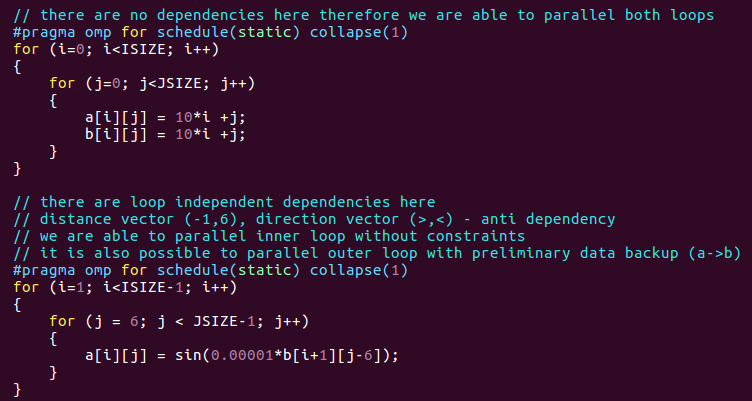 // there are no dependencies here therefore we are able to parallel both loops
#pragma omp for schedule(static) collapse(1)
for (i=0; i<ISIZE; i++)
{
    for (j=0; j<JSIZE; j++)
    {
        a[i][j] = 10*i +j;
        b[i][j] = 10*i +j;
    }
}

// there are loop independent dependencies here
// distance vector (-1,6), direction vector (>,<) - anti dependency
// we are able to parallel inner loop without constraints
// it is also possible to parallel outer loop with preliminary data backup (a->b)
#pragma omp for schedule(static) collapse(1)
for (i=1; i<ISIZE-1; i++)
{
    for (j = 6; j < JSIZE-1; j++)
    {
        a[i][j] = sin(0.00001*b[i+1][j-6]);
    }
}